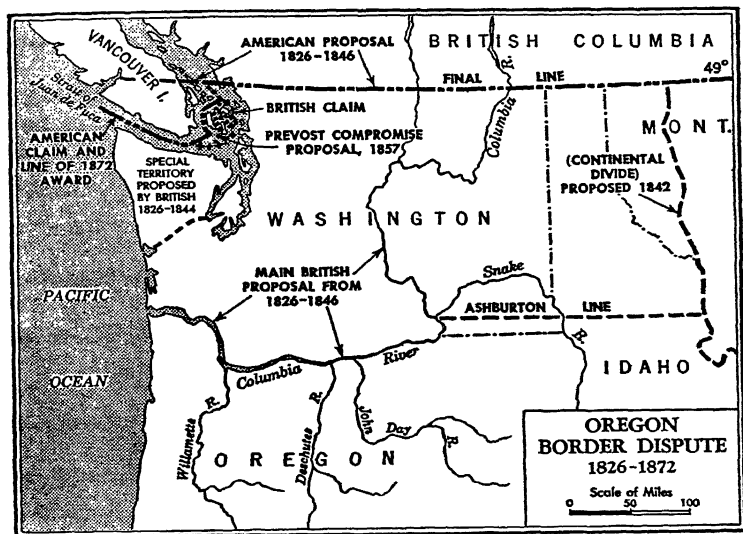 VANCOUVER I.
AMERICAN PROPOSAL
1826-1846
BRITISH COLUMBIA
R.
49°
FINAL LINE
Strait of
Juan de Fuca
BRITISH CLAIM
Columbia
MONT.
AMERICAN
CLAIM AND
LINE OF 1872
AWARD
PREVOST COMPROMISE
PROPOSAL, 1857
SPECIAL
TERRITORY
PROPOSED
BY BRITISH
1826-1844
(CONTINENTAL
DIVIDE)
PROPOSED 1842
WASHINGTON
MAIN BRITISH
PROPOSAL FROM
1826-1846
Snake
R.
PACIFIC
OCEAN
ASHBURTON LINE
Columbia
River
IDAHO
Willamette
R.
Deschutes
R.
John
Day
R.
OREGON
OREGON
BORDER DISPUTE
1826-1872
Scale of Miles
0 50 100